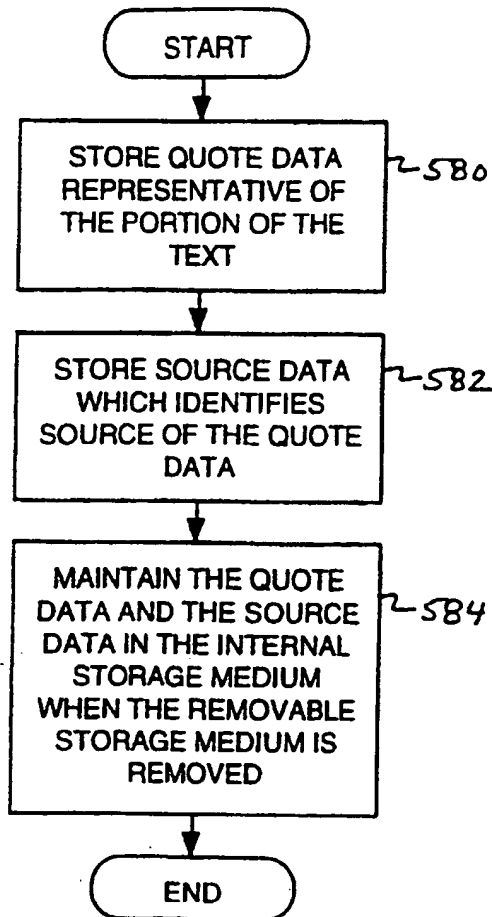 START
STORE QUOTE DATA
REPRESENTATIVE OF
THE PORTION OF THE
TEXT
580
STORE SOURCE DATA
WHICH IDENTIFIES
SOURCE OF THE QUOTE
DATA
582
MAINTAIN THE QUOTE
DATA AND THE SOURCE
DATA IN THE INTERNAL
STORAGE MEDIUM
WHEN THE REMOVABLE
STORAGE MEDIUM IS
REMOVED
584
END